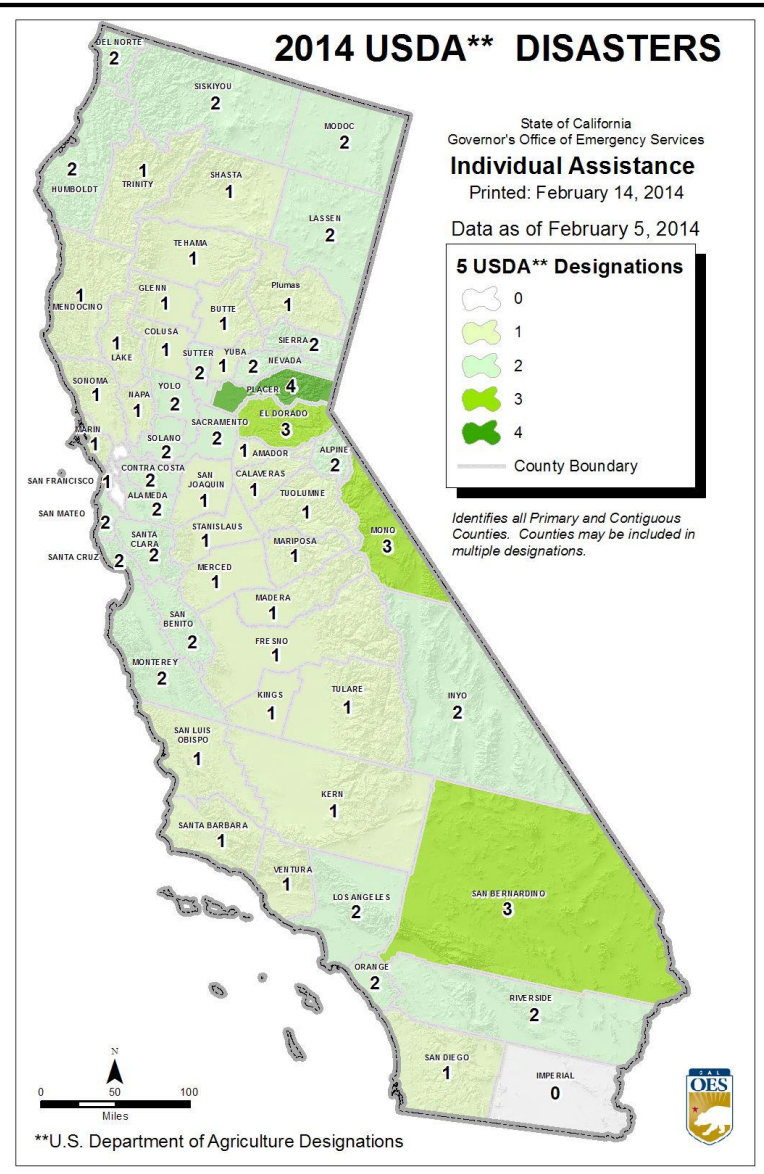 2014 USDA** DISASTERS
State of California
Governor's Office of Emergency Services
Individual Assistance
Printed: February 14, 2014
Data as of February 5, 2014
5 USDA** Designations
0
1
2
3
4
County Boundary
Identifies all Primary and Contiguous
Counties. Counties may be included in
multiple designations.
DEL NORTE
2
SISKIYOU
2
MODOC
2
2
HUMBOLDT
1
TRINITY
SHASTA
1
LASSEN
2
TEHAMA
1
Plumas
1
1
MENDOCINO
GLENN
1
BUTTE
1
COLUSA
1
1
LAKE
SUTTER
2
YUBA
1
SIERRA 2
NEVADA
2
PLACER 4
SONOMA
1
NAPA
1
YOLO
2
EL DORADO
3
SACRAMENTO
2
MARIN
1
SOLANO
2
1
AMADOR
ALPINE
2
CONTRA COSTA
2
SAN FRANCISCO 1
ALAMEDA
2
SAN
JOAQUIN
1
CALAVERAS
1
TUOLUMNE
1
SAN MATEO
2
SANTA
CLARA
2
STANISLAUS
1
MARIPOSA
1
MONO
3
SANTA CRUZ 2
MERCED
1
MADERA
1
SAN
BENITO
2
FRESNO
1
MONTEREY
2
KINGS
1
TULARE
1
INYO
2
SAN LUIS
OBISPO
1
KERN
1
SANTA BARBARA
1
VENTURA
1
LOS ANGELES
2
SAN BERNARDINO
3
ORANGE
2
RIVERSIDE
2
SAN DIEGO
1
IMPERIAL
0
N
0 50 100
Miles
CAL
OES
**U.S. Department of Agriculture Designations